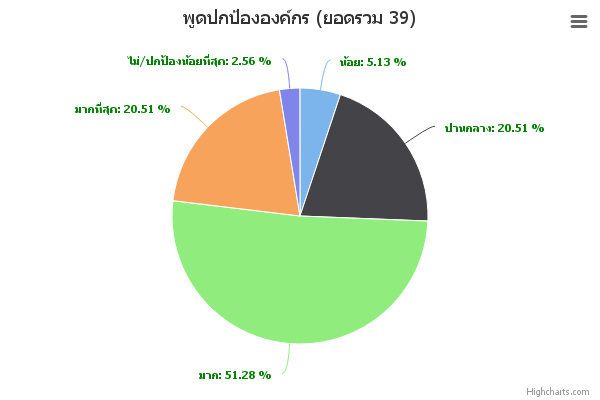 พูดปกป้ององค์กร (ยอดรวม 39)
ไม่/ปกป้องน้อยที่สุด: 2.56 %
น้อย: 5.13 %
มากที่สุด: 20.51 %
ปานกลาง: 20.51 %
มาก: 51.28 %
Highcharts.com